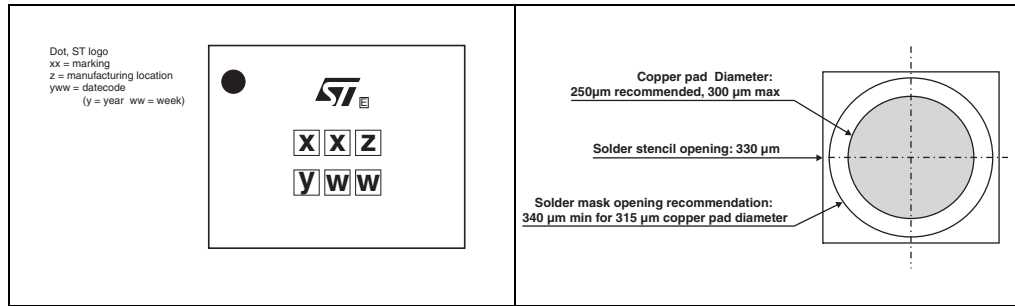 Dot, ST logo
xx = marking
z = manufacturing location
yww = datecode
(y = year ww = week)
ST
E
x x z
y w w
Copper pad Diameter:
250µm recommended, 300 µm max
Solder stencil opening: 330 µm
Solder mask opening recommendation:
340 µm min for 315 µm copper pad diameter